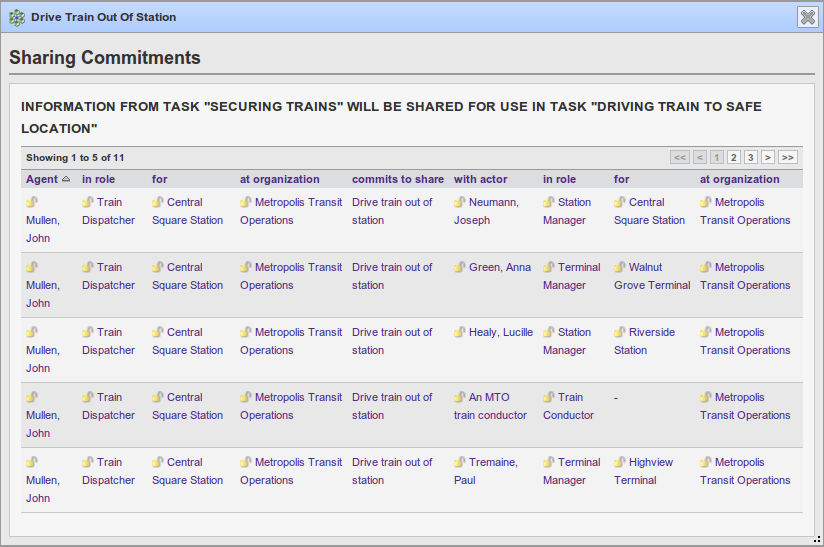 Drive Train Out Of Station
Sharing Commitments
INFORMATION FROM TASK "SECURING TRAINS" WILL BE SHARED FOR USE IN TASK "DRIVING TRAIN TO SAFE
LOCATION"
Showing 1 to 5 of 11 << < 1 2 3 > >>
Agent in role for at organization commits to share with actor in role for at organization
Train Central Metropolis Transit Drive train out of Neumann, Station Central Metropolis
Mullen, Dispatcher Square Station Operations station Joseph Manager Square Station Transit Operations
John
Train Central Metropolis Transit Drive train out of Green, Anna Terminal Walnut Metropolis
Mullen, Dispatcher Square Station Operations station Manager Grove Terminal Transit Operations
John
Train Central Metropolis Transit Drive train out of Healy, Lucille Station Riverside Metropolis
Mullen, Dispatcher Square Station Operations station Manager Station Transit Operations
John
Train Central Metropolis Transit Drive train out of An MTO Train - Metropolis
Mullen, Dispatcher Square Station Operations station train conductor Conductor Transit Operations
John
Train Central Metropolis Transit Drive train out of Tremaine, Terminal Highview Metropolis
Mullen, Dispatcher Square Station Operations station Paul Manager Terminal Transit Operations
John